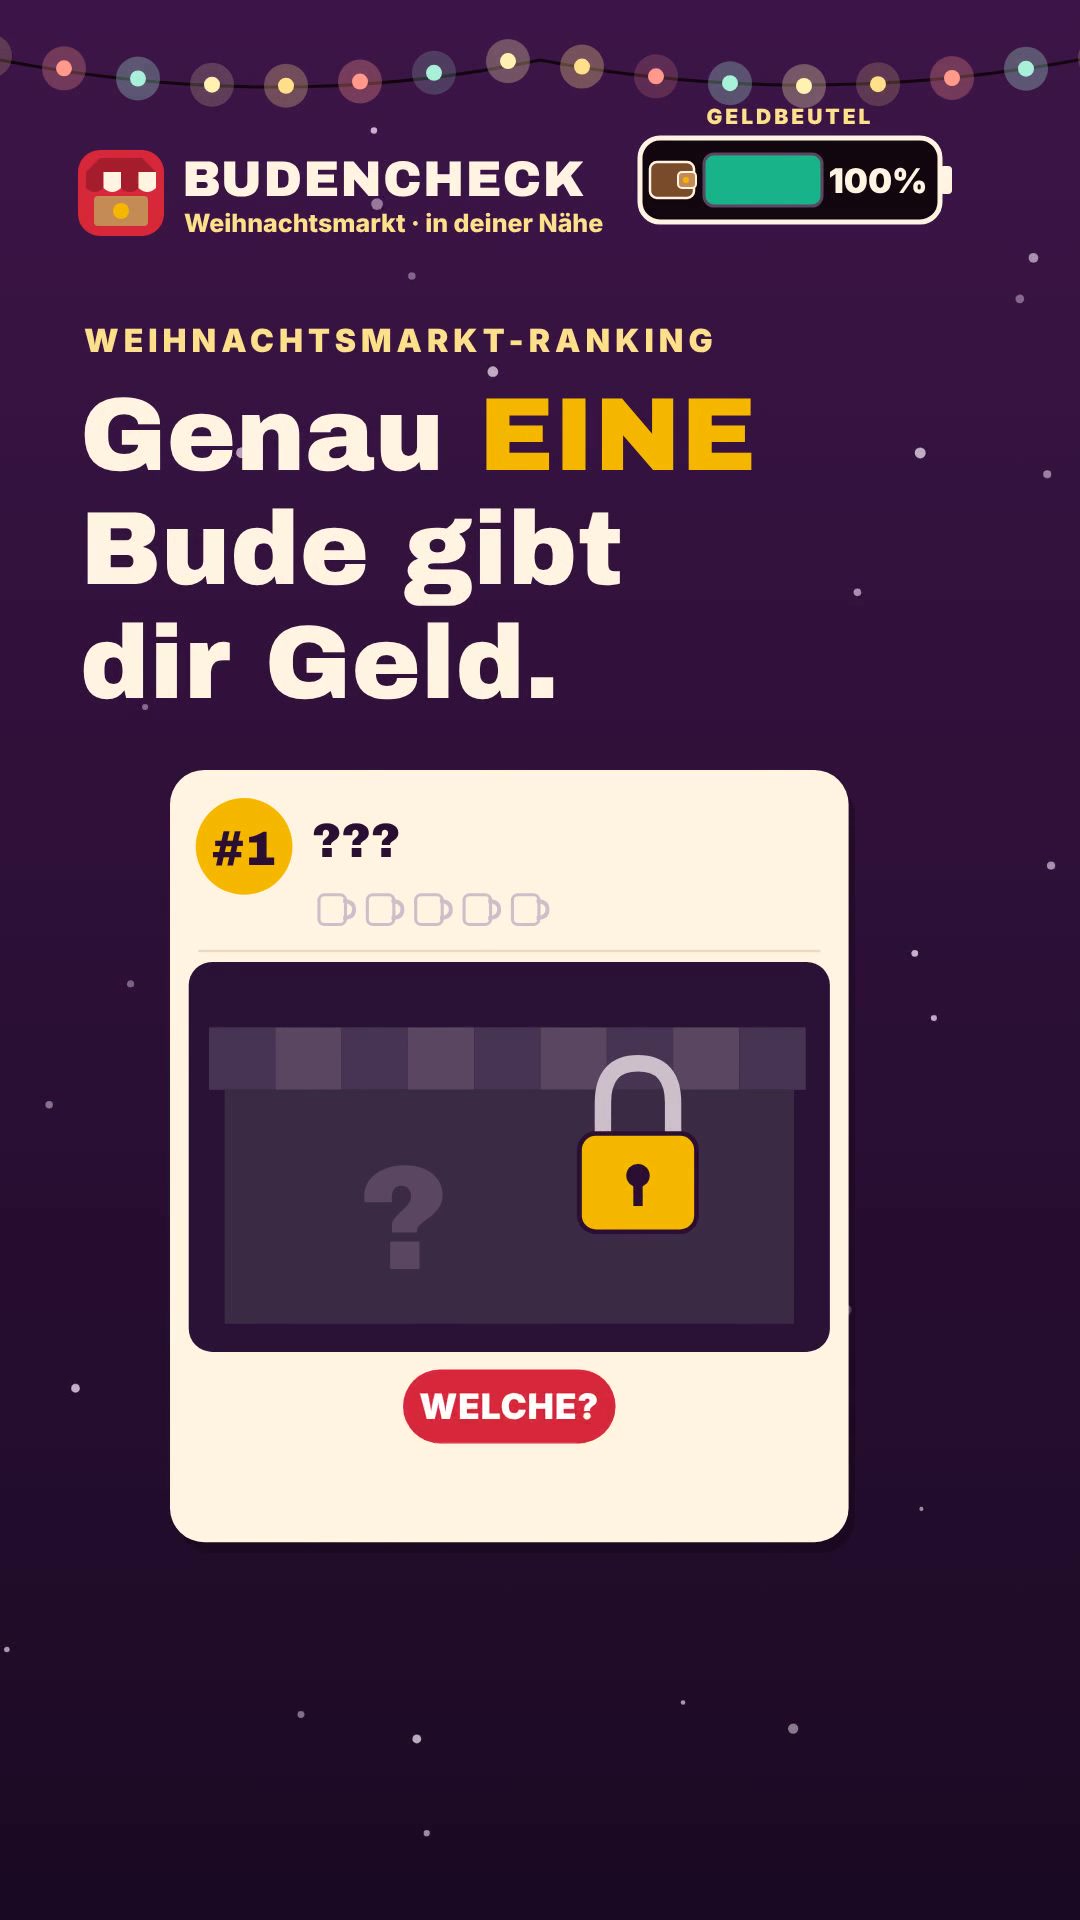 GELDBEUTEL
BUDENCHECK
100%
Weihnachtsmarkt · in deiner Nähe
WEIHNACHTSMARKT-RANKING
Genau EINE
Bude gibt
dir Geld.
#1
???
?
WELCHE?